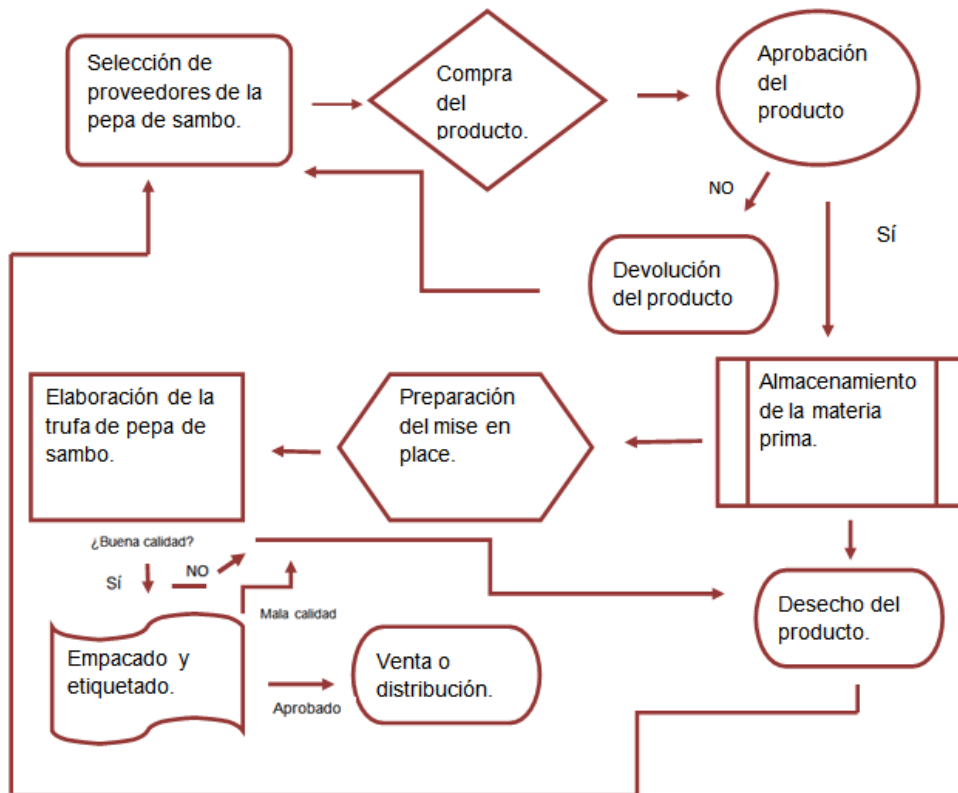 Selección de
proveedores de la
pepa de sambo.
Compra
del
producto.
Aprobación
del
producto
NO
Sí
Devolución
del producto
Elaboración de la
trufa de pepa de
sambo.
Preparación
del mise en
place.
Almacenamiento
de la materia
prima.
¿Buena calidad?
Sí
NO
Mala calidad
Desecho del
producto.
Empacado y
etiquetado.
Aprobado
Venta o
distribución.